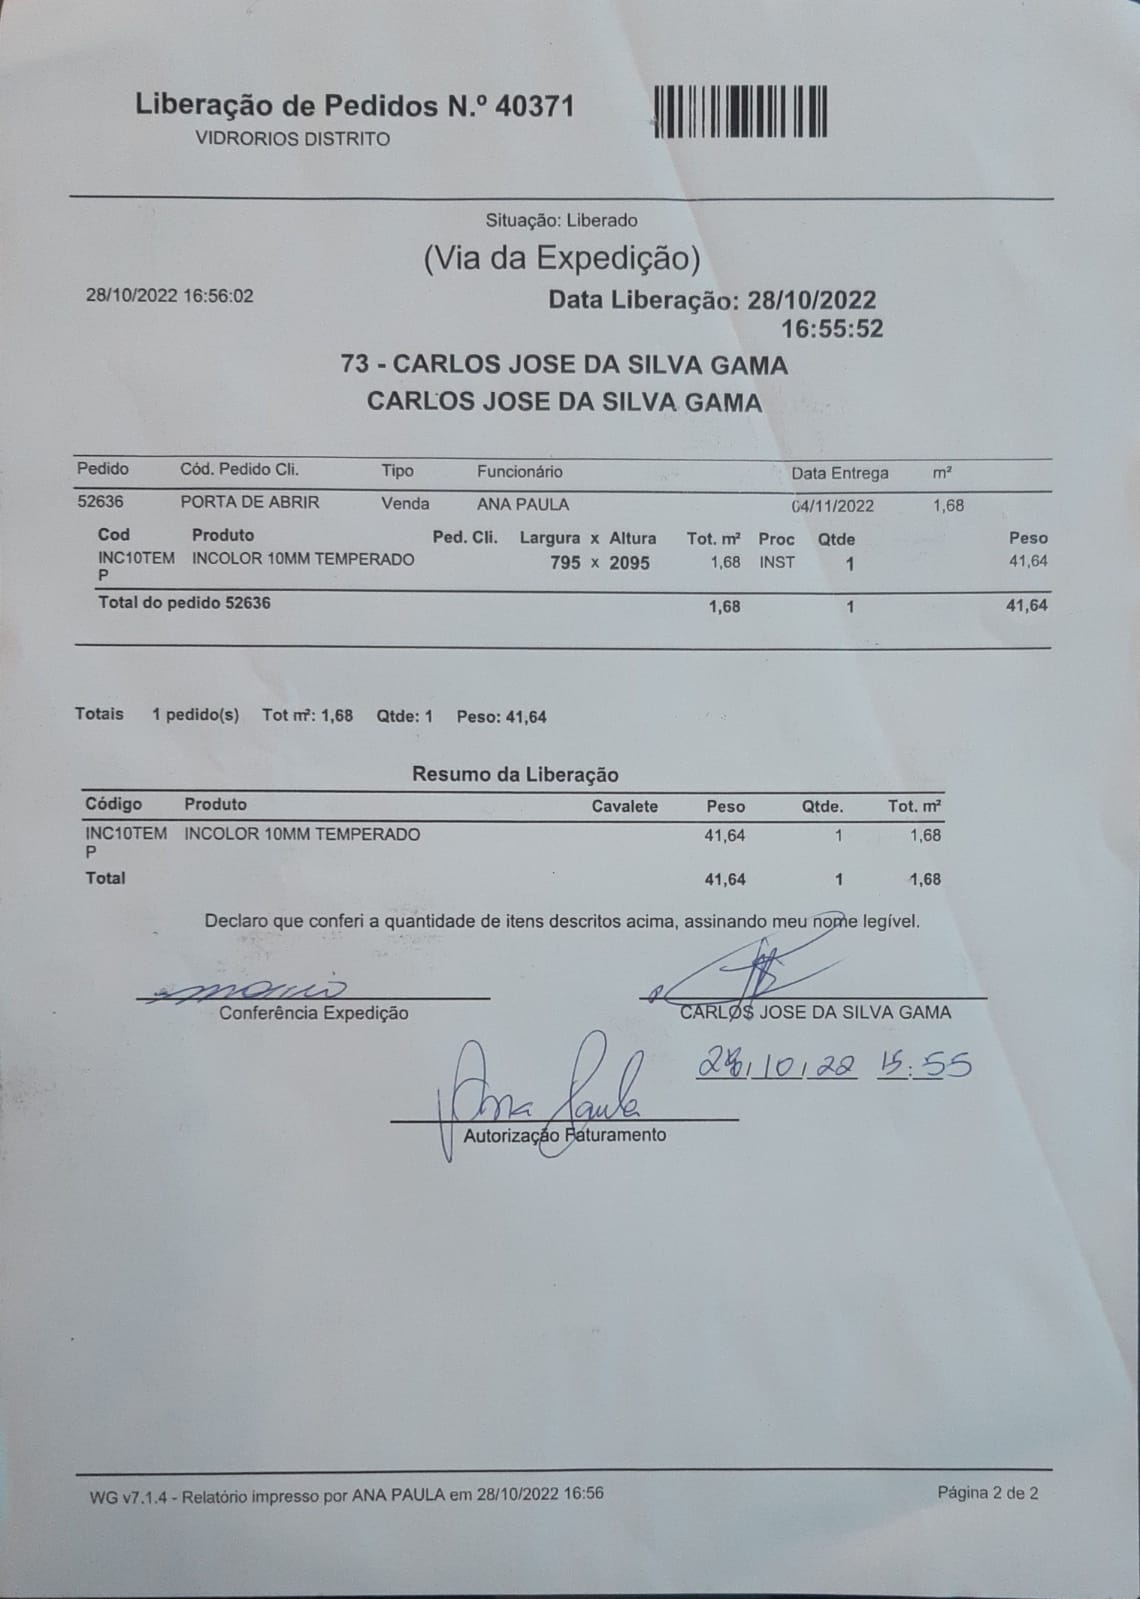 Liberação de Pedidos N.º 40371
VIDRORIOS DISTRITO
Situação: Liberado
(Via da Expedição)
28/10/2022 16:56:02
Data Liberação: 28/10/2022
16:55:52
73 - CARLOS JOSE DA SILVA GAMA
CARLOS JOSE DA SILVA GAMA
Pedido Cód. Pedido Cli. Tipo Funcionário Data Entrega m²
52636 PORTA DE ABRIR Venda ANA PAULA 04/11/2022 1,68
Cod Produto Ped. Cli. Largura x Altura Tot. m² Proc Qtde Peso
INC10TEM INCOLOR 10MM TEMPERADO 795 x 2095 1,68 INST 1 41,64
P
Total do pedido 52636 1,68 1 41,64
Totais 1 pedido(s) Tot m²: 1,68 Qtde: 1 Peso: 41,64
Resumo da Liberação
Código Produto Cavalete Peso Qtde. Tot. m²
INC10TEM INCOLOR 10MM TEMPERADO 41,64 1 1,68
P
Total 41,64 1 1,68
Declaro que conferi a quantidade de itens descritos acima, assinando meu nome legível.
Conferência Expedição
CARLOS JOSE DA SILVA GAMA
28/10/22 15:55
Ana Paula
Autorização Faturamento
WG v7.1.4 - Relatório impresso por ANA PAULA em 28/10/2022 16:56
Página 2 de 2